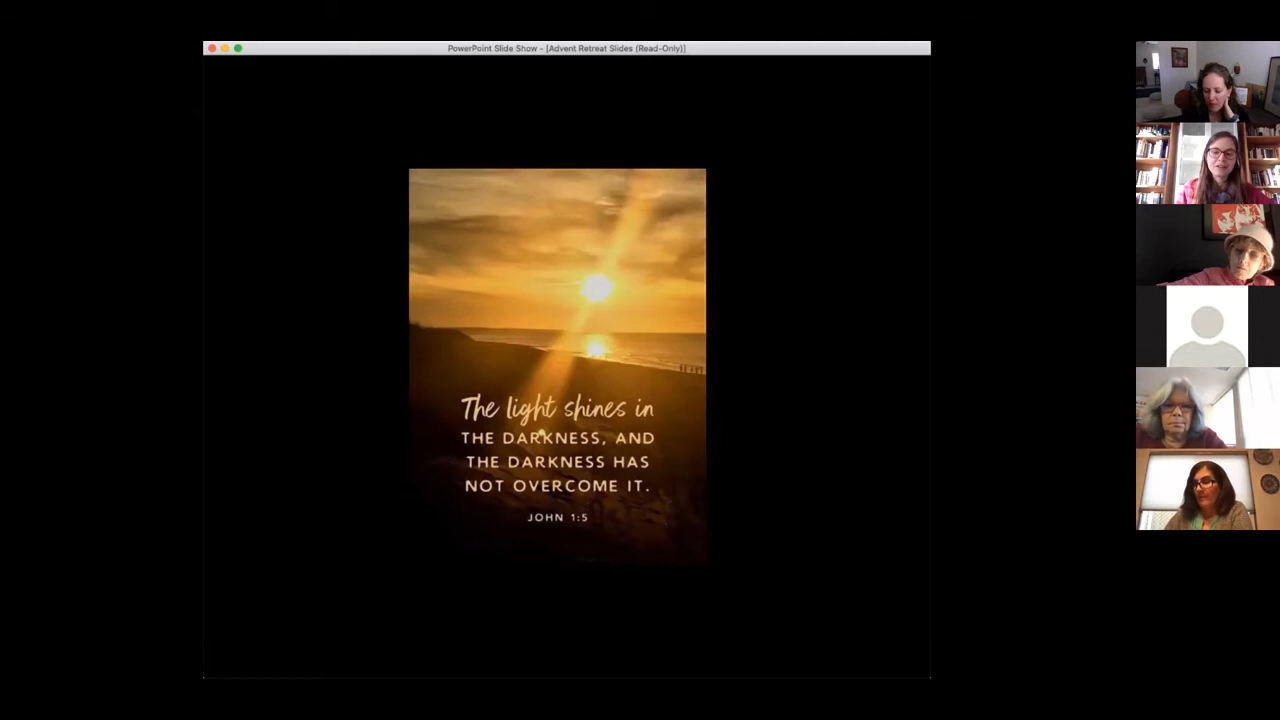 PowerPoint Slide Show - [Advent Retreat Slides (Read-Only)]
The light shines in
THE DARKNESS, AND
THE DARKNESS HAS
NOT OVERCOME IT.
JOHN 1:5